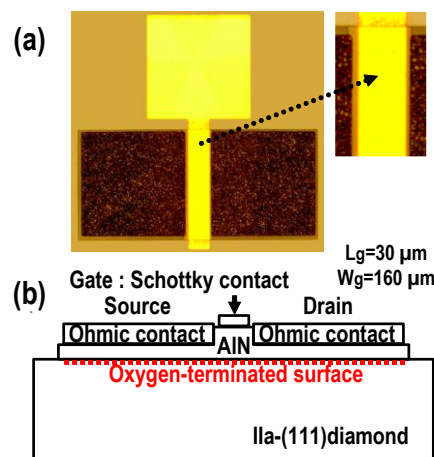 (a)
Lg=30 μm
Wg=160 μm
(b)
Gate : Schottky contact
Source
Drain
Ohmic contact
AlN
Ohmic contact
Oxygen-terminated surface
IIa-(111)diamond